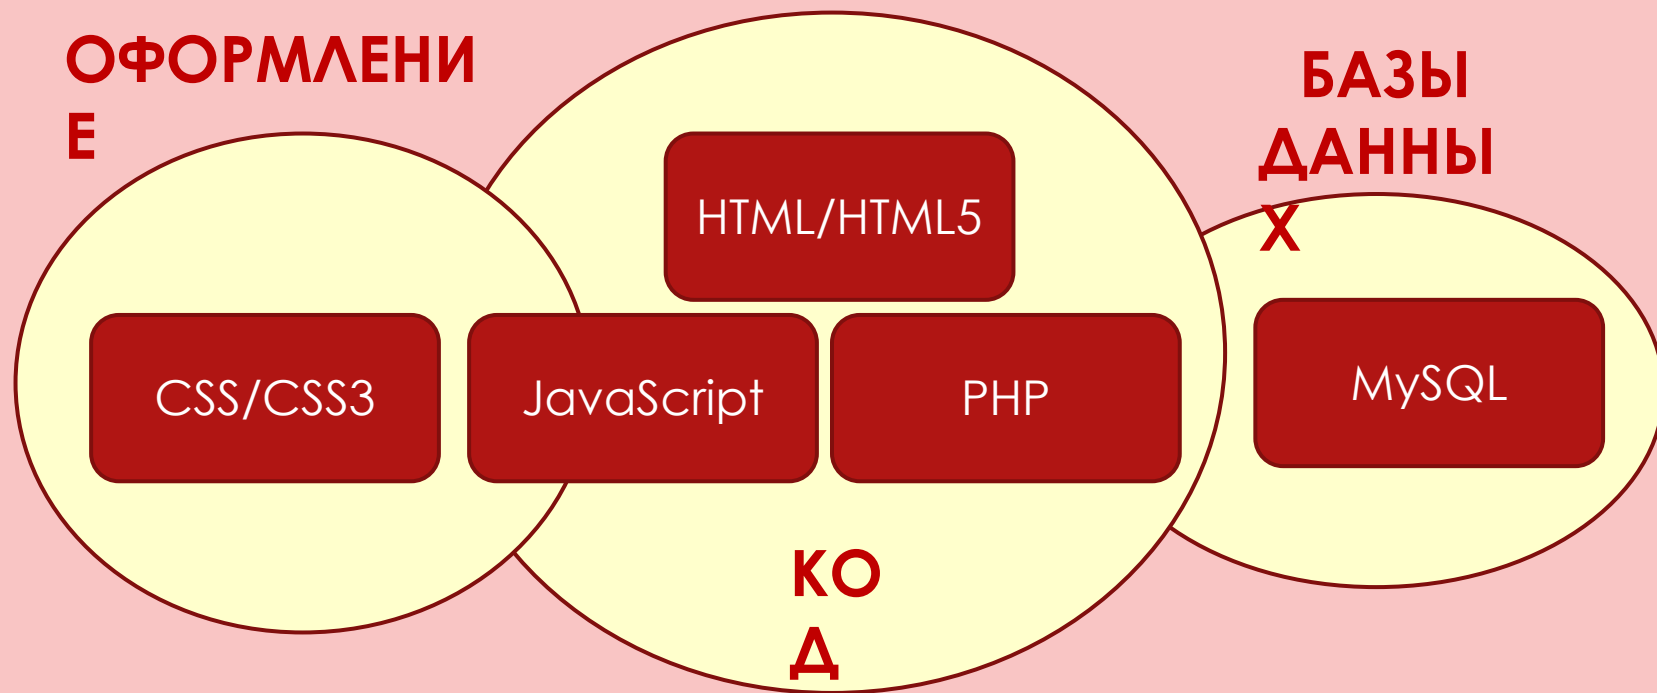 ОФОРМЛЕНИ
Е
БАЗЫ
ДАННЫ
Х
HTML/HTML5
CSS/CSS3
JavaScript
PHP
MySQL
КО
Д